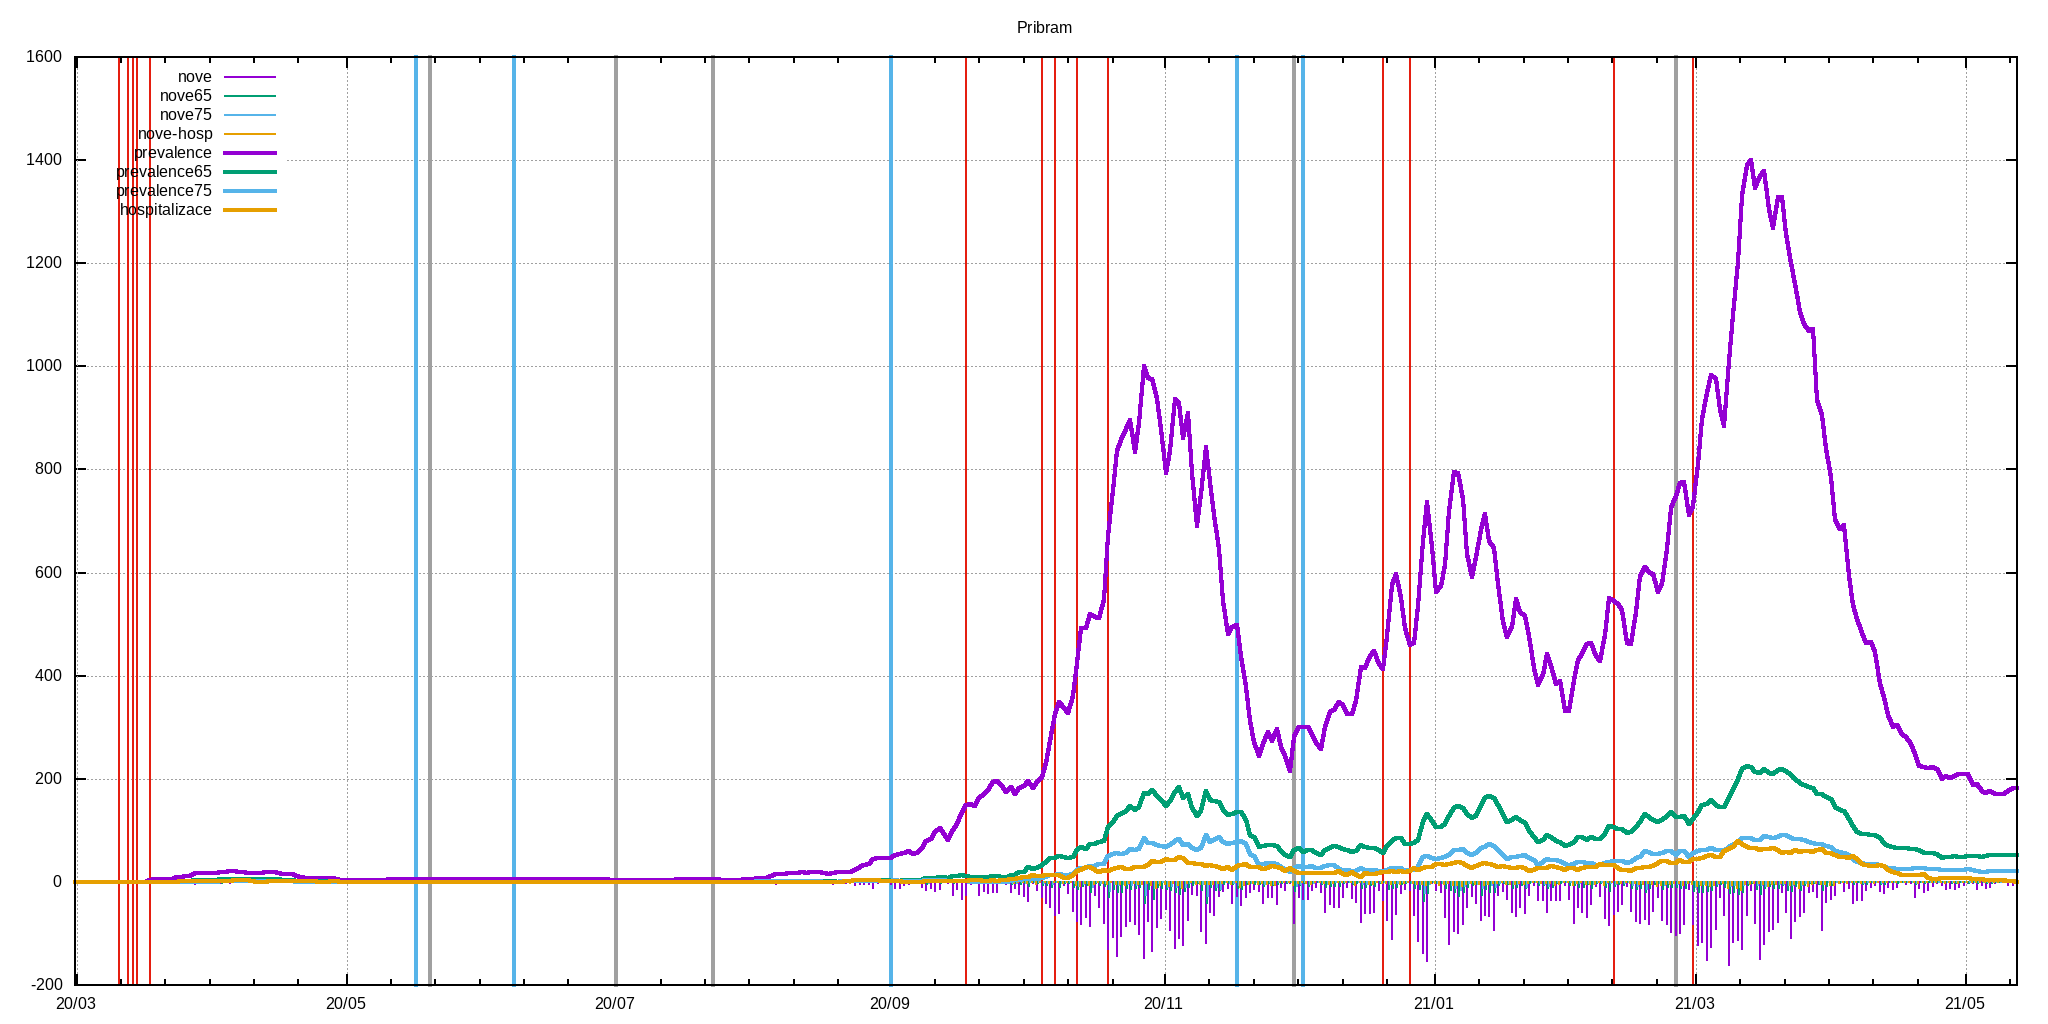 Pribram
1600
1400
1200
1000
800
600
400
200
0
-200
nove
nove65
nove75
nove-hosp
prevalence
prevalence65
prevalence75
hospitalizace
20/03 20/05 20/07 20/09 20/11 21/01 21/03 21/05